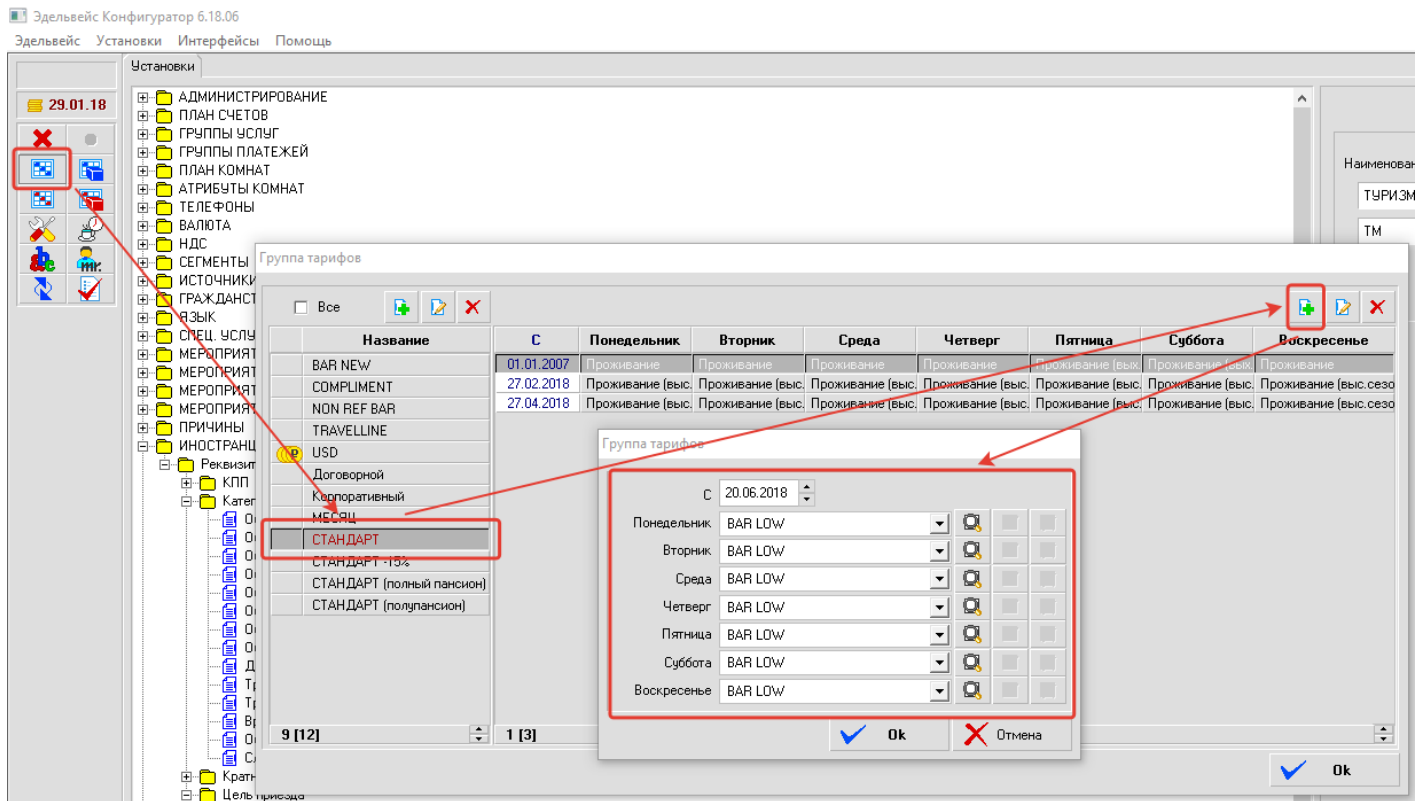 Эдельвейс Конфигуратор 6.18.06
Эдельвейс Установки Интерфейсы Помощь
Установки
29.01.18
АДМИНИСТРИРОВАНИЕ
ПЛАН СЧЕТОВ
ГРУППЫ УСЛУГ
ГРУППЫ ПЛАТЕЖЕЙ
ПЛАН КОМНАТ
АТРИБУТЫ КОМНАТ
ТЕЛЕФОНЫ
ВАЛЮТА
НДС
СЕГМЕНТЫ
ИСТОЧНИКИ
ГРАЖДАНСТ
ЯЗЫК
СПЕЦ. УСЛУ
МЕРОПРИЯТ
МЕРОПРИЯТ
МЕРОПРИЯТ
МЕРОПРИЯТ
ПРИЧИНЫ
ИНОСТРАНЦ
Реквизит
КПП
Катег
Кратн
Цель приезда
Наименован
ТУРИЗМ
ТМ
Группа тарифов
Все
Название
BAR NEW
COMPLIMENT
NON REF BAR
TRAVELLINE
USD
Договорной
Корпоративный
МЕСЯЦ
СТАНДАРТ
СТАНДАРТ -15%
СТАНДАРТ (полный пансион)
СТАНДАРТ (полупансион)
9 [12]
С Понедельник Вторник Среда Четверг Пятница Суббота Воскресенье
01.01.2007 Проживание Проживание Проживание Проживание Проживание (вых. Проживание (вых. Проживание
27.02.2018 Проживание (выс. Проживание (выс. Проживание (выс. Проживание (выс. Проживание (выс. Проживание (выс. Проживание (выс.сезо
27.04.2018 Проживание (выс. Проживание (выс. Проживание (выс. Проживание (выс. Проживание (выс. Проживание (выс. Проживание (выс.сезо
1 [3]
Группа тарифов
С 20.06.2018
Понедельник BAR LOW
Вторник BAR LOW
Среда BAR LOW
Четверг BAR LOW
Пятница BAR LOW
Суббота BAR LOW
Воскресенье BAR LOW
Ok Отмена
Ok